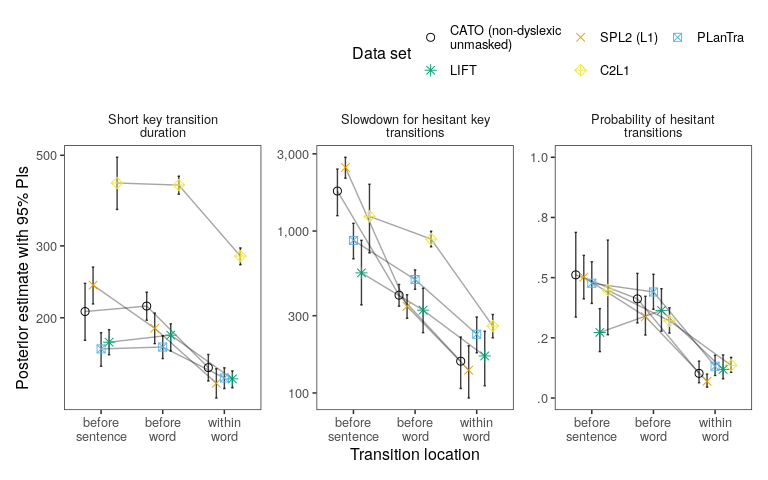 Data set
CATO (non-dyslexic
unmasked)
SPL2 (L1)
PLanTra
LIFT
C2L1
Short key transition
duration
Slowdown for hesitant key
transitions
Probability of hesitant
transitions
Posterior estimate with 95% PIs
500
300
200
3,000
1,000
300
100
1.0
.8
.5
.2
.0
before
sentence
before
word
within
word
before
sentence
before
word
within
word
before
sentence
before
word
within
word
Transition location